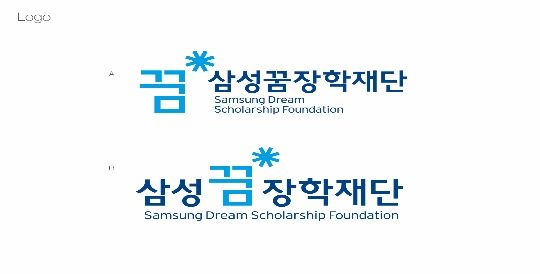 Logo
A
꿈* 삼성꿈장학재단
Samsung Dream
Scholarship Foundation
B
삼성꿈*장학재단
Samsung Dream Scholarship Foundation